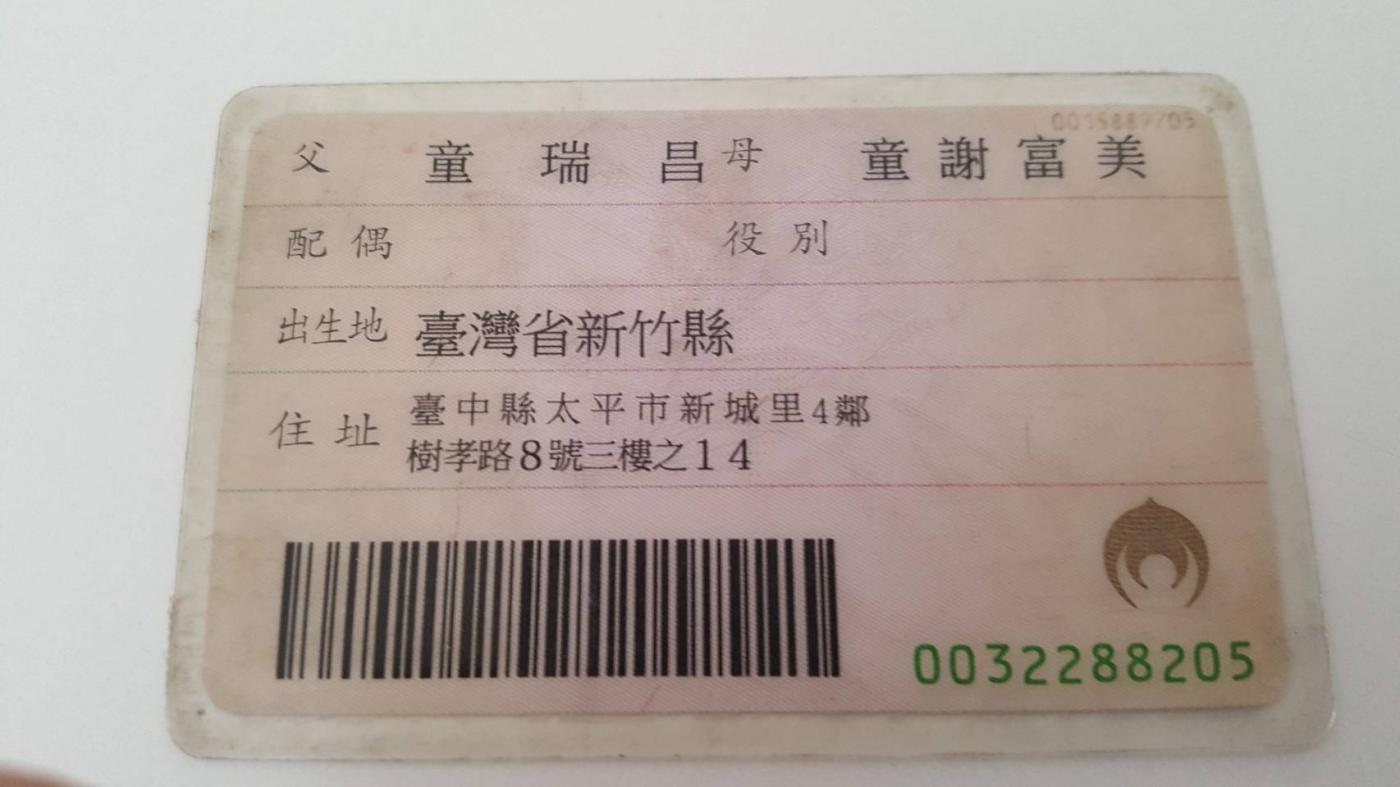 0015889705
父 童瑞昌 母 童謝富美
配偶 役別
出生地 臺灣省新竹縣
住址 臺中縣太平市新城里4鄰
樹孝路8號三樓之14
0032288205